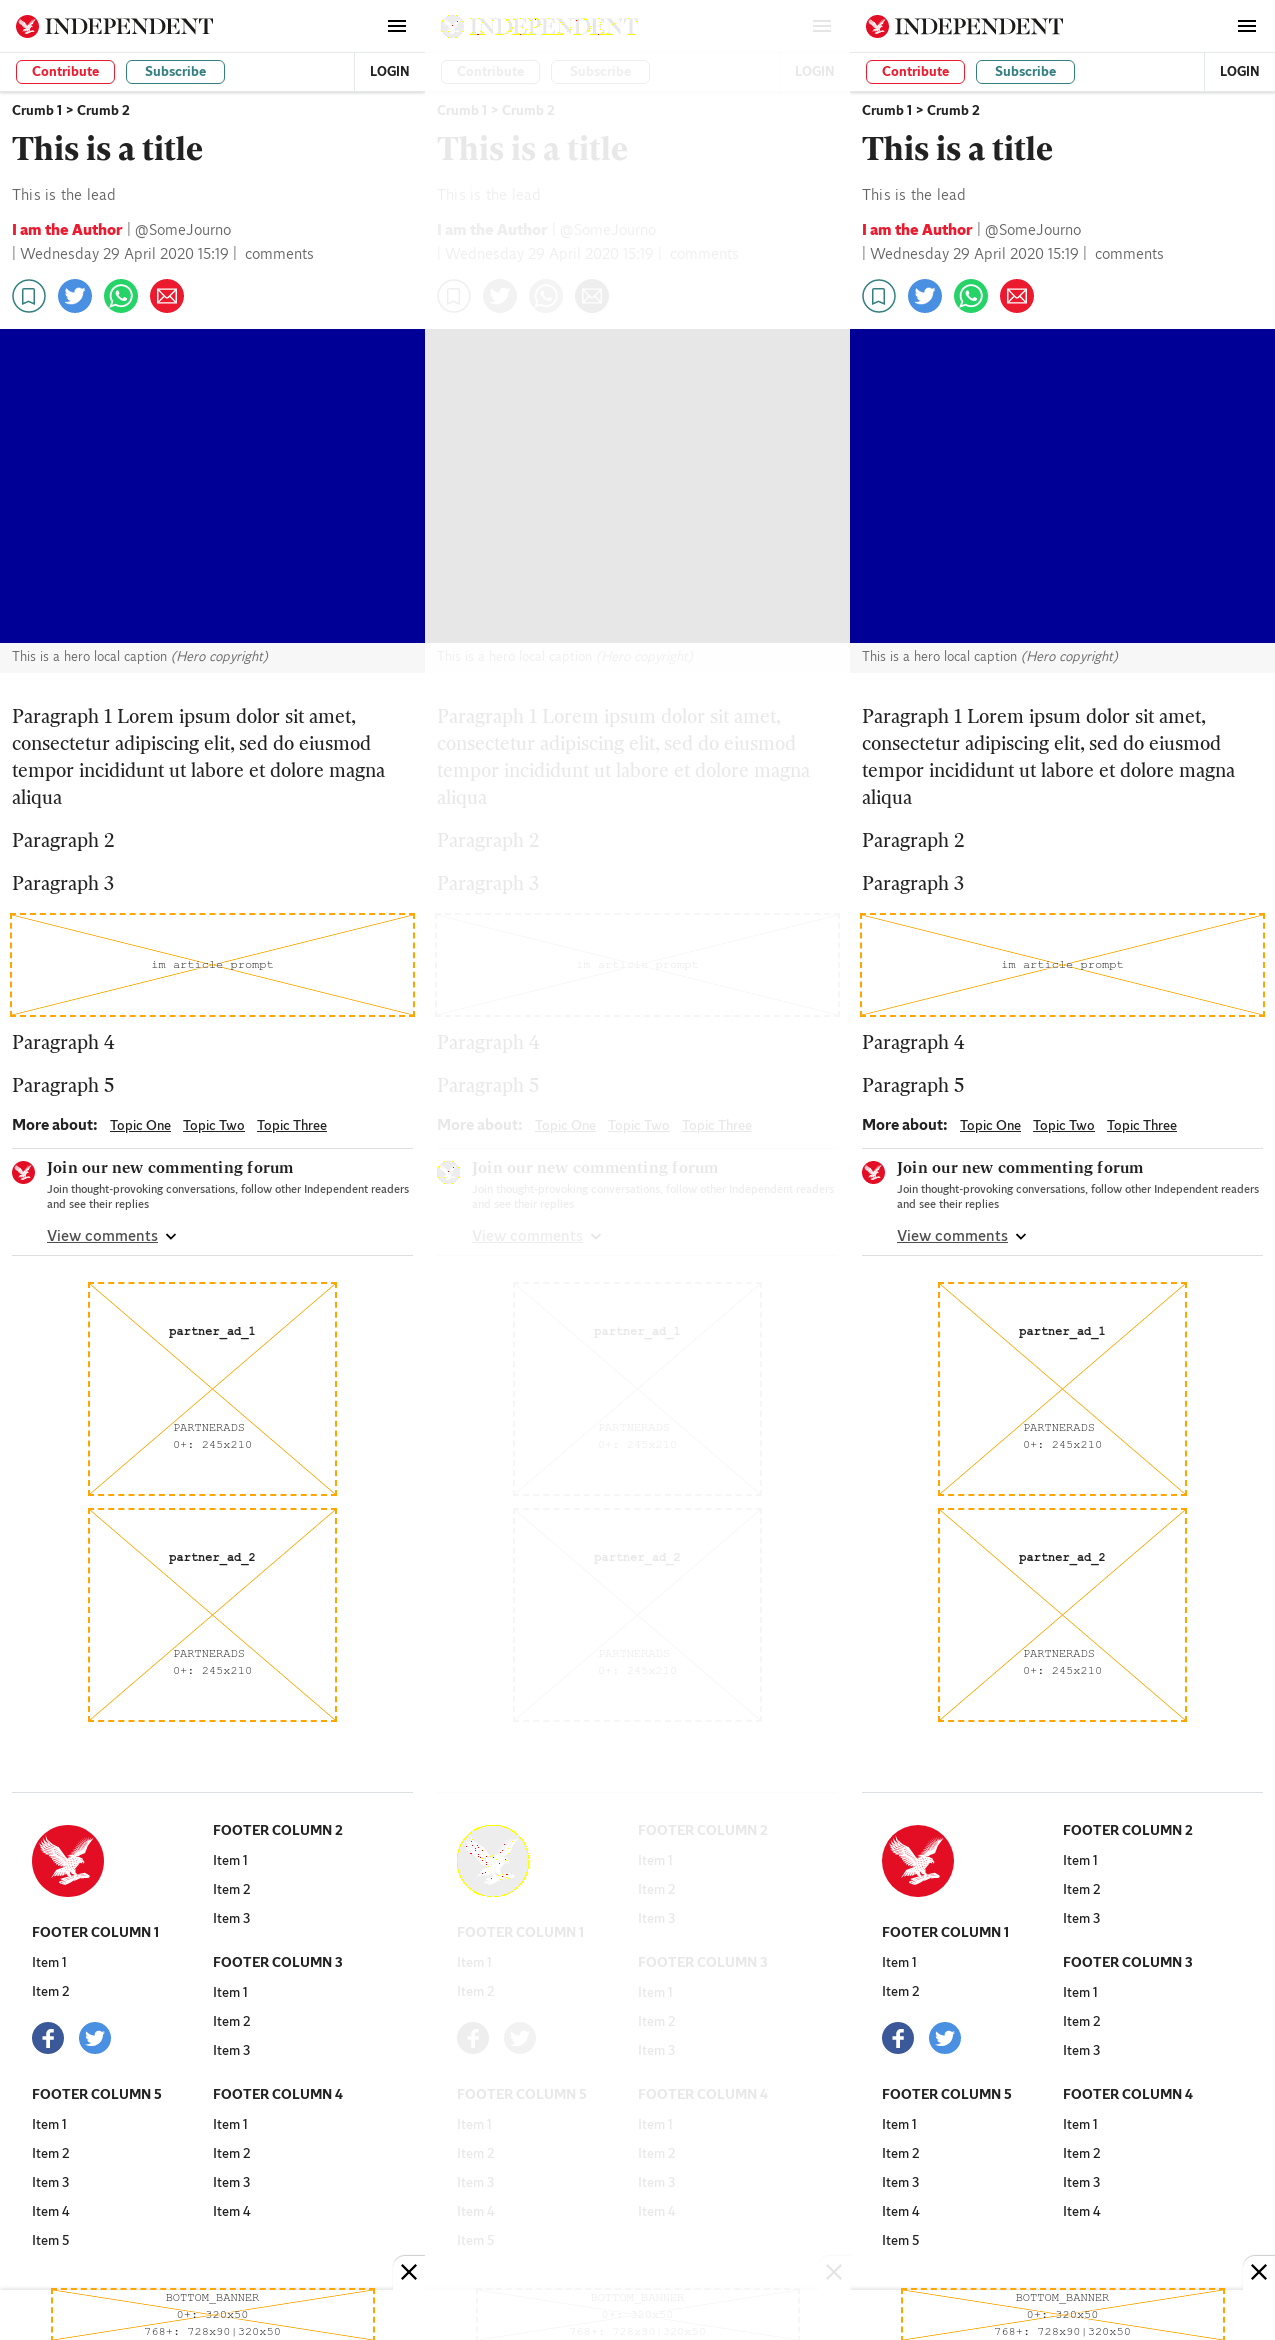 INDEPENDENT
Contribute
Subscribe
LOGIN
Crumb 1 > Crumb 2
This is a title
This is the lead
I am the Author | @SomeJourno
| Wednesday 29 April 2020 15:19 | comments
This is a hero local caption (Hero copyright)
Paragraph 1 Lorem ipsum dolor sit amet,
consectetur adipiscing elit, sed do eiusmod
tempor incididunt ut labore et dolore magna
aliqua
Paragraph 2
Paragraph 3
im article prompt
Paragraph 4
Paragraph 5
More about: Topic One Topic Two Topic Three
Join our new commenting forum
Join thought-provoking conversations, follow other Independent readers
and see their replies
View comments
partner_ad_1
PARTNERADS
0+: 245x210
partner_ad_2
PARTNERADS
0+: 245x210
FOOTER COLUMN 1
Item 1
Item 2
FOOTER COLUMN 2
Item 1
Item 2
Item 3
FOOTER COLUMN 3
Item 1
Item 2
Item 3
FOOTER COLUMN 5
Item 1
Item 2
Item 3
Item 4
Item 5
FOOTER COLUMN 4
Item 1
Item 2
Item 3
Item 4
BOTTOM_BANNER
0+: 320x50
768+: 728x90|320x50
INDEPENDENT
Contribute
Subscribe
LOGIN
Crumb 1 > Crumb 2
This is a title
This is the lead
I am the Author | @SomeJourno
| Wednesday 29 April 2020 15:19 | comments
This is a hero local caption (Hero copyright)
Paragraph 1 Lorem ipsum dolor sit amet,
consectetur adipiscing elit, sed do eiusmod
tempor incididunt ut labore et dolore magna
aliqua
Paragraph 2
Paragraph 3
im article prompt
Paragraph 4
Paragraph 5
More about: Topic One Topic Two Topic Three
Join our new commenting forum
Join thought-provoking conversations, follow other Independent readers
and see their replies
View comments
partner_ad_1
PARTNERADS
0+: 245x210
partner_ad_2
PARTNERADS
0+: 245x210
FOOTER COLUMN 1
Item 1
Item 2
FOOTER COLUMN 2
Item 1
Item 2
Item 3
FOOTER COLUMN 3
Item 1
Item 2
Item 3
FOOTER COLUMN 5
Item 1
Item 2
Item 3
Item 4
Item 5
FOOTER COLUMN 4
Item 1
Item 2
Item 3
Item 4
BOTTOM_BANNER
0+: 320x50
768+: 728x90|320x50
INDEPENDENT
Contribute
Subscribe
LOGIN
Crumb 1 > Crumb 2
This is a title
This is the lead
I am the Author | @SomeJourno
| Wednesday 29 April 2020 15:19 | comments
This is a hero local caption (Hero copyright)
Paragraph 1 Lorem ipsum dolor sit amet,
consectetur adipiscing elit, sed do eiusmod
tempor incididunt ut labore et dolore magna
aliqua
Paragraph 2
Paragraph 3
im article prompt
Paragraph 4
Paragraph 5
More about: Topic One Topic Two Topic Three
Join our new commenting forum
Join thought-provoking conversations, follow other Independent readers
and see their replies
View comments
partner_ad_1
PARTNERADS
0+: 245x210
partner_ad_2
PARTNERADS
0+: 245x210
FOOTER COLUMN 1
Item 1
Item 2
FOOTER COLUMN 2
Item 1
Item 2
Item 3
FOOTER COLUMN 3
Item 1
Item 2
Item 3
FOOTER COLUMN 5
Item 1
Item 2
Item 3
Item 4
Item 5
FOOTER COLUMN 4
Item 1
Item 2
Item 3
Item 4
BOTTOM_BANNER
0+: 320x50
768+: 728x90|320x50